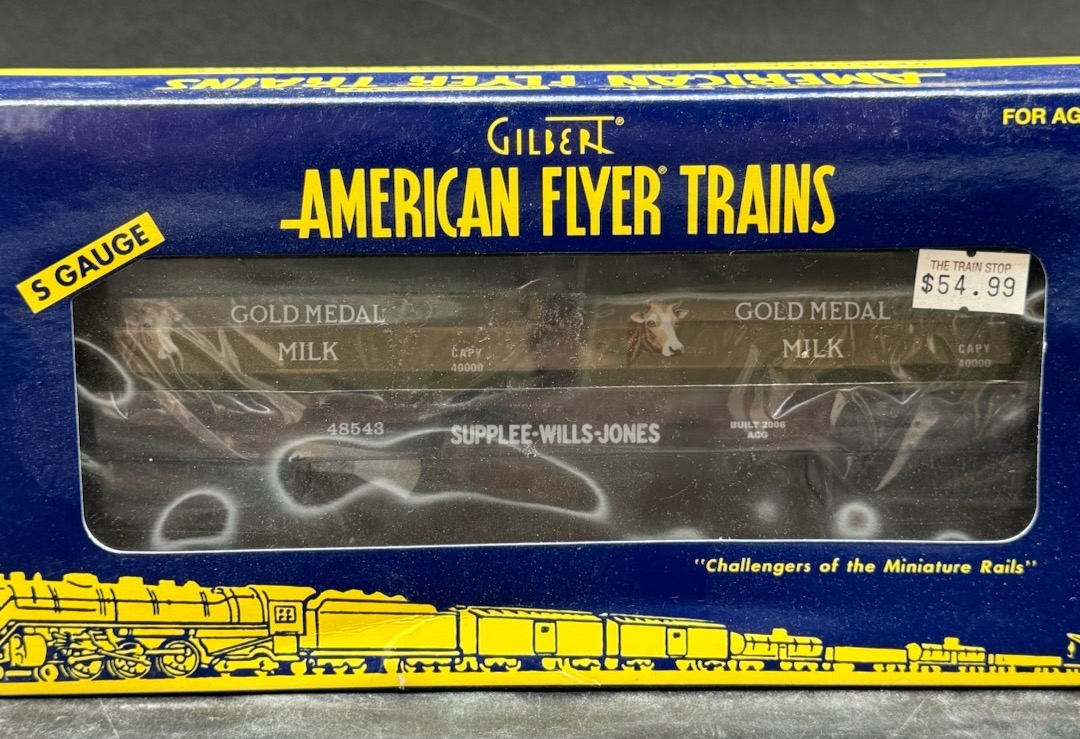 AMERICAN FLYER TRAINS
GILBERT®
AMERICAN FLYER® TRAINS
FOR AG
S GAUGE
THE TRAIN STOP
$54.99
GOLD MEDAL
MILK
CAPY
40000
GOLD MEDAL
MILK
CAPY
40000
48543
SUPPLEE-WILLS-JONES
BUILT 2006
ACG
"Challengers of the Miniature Rails"